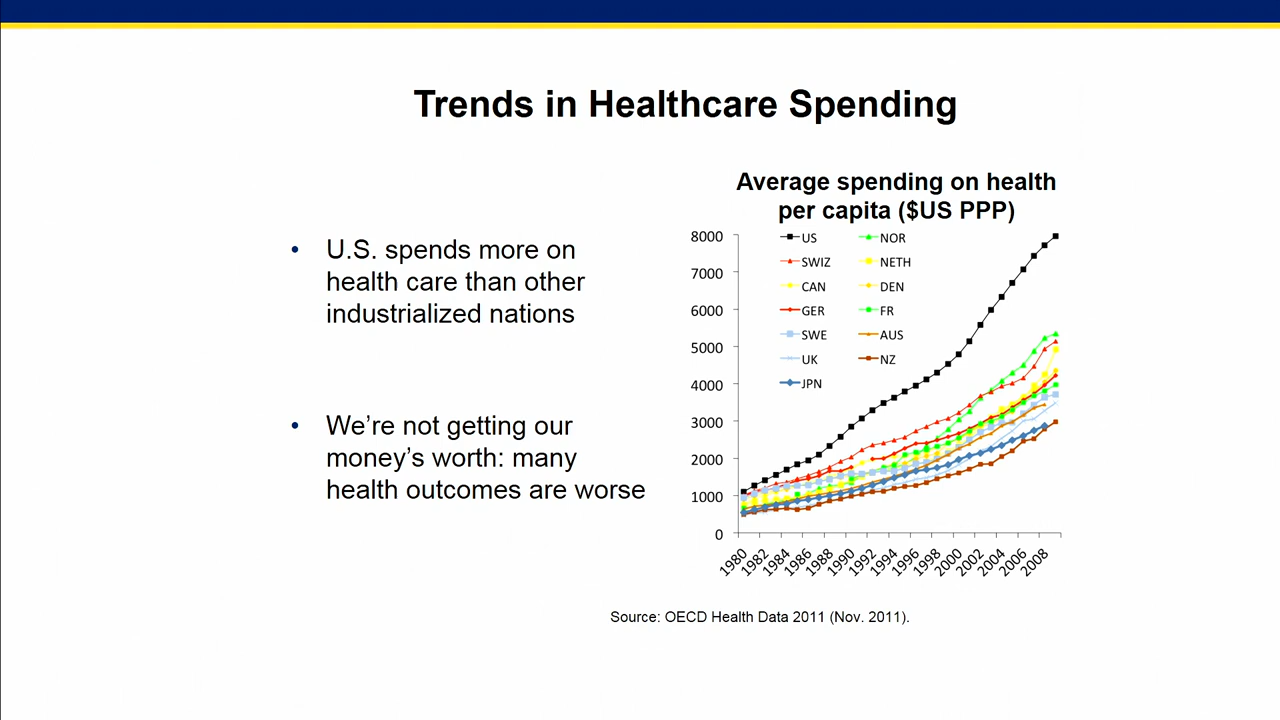 Trends in Healthcare Spending
• U.S. spends more on
health care than other
industrialized nations
• We’re not getting our
money’s worth: many
health outcomes are worse
Average spending on health
per capita ($US PPP)
8000
7000
6000
5000
4000
3000
2000
1000
0
US NOR
SWIZ NETH
CAN DEN
GER FR
SWE AUS
UK NZ
JPN
1980 1982 1984 1986 1988 1990 1992 1994 1996 1998 2000 2002 2004 2006 2008
Source: OECD Health Data 2011 (Nov. 2011).